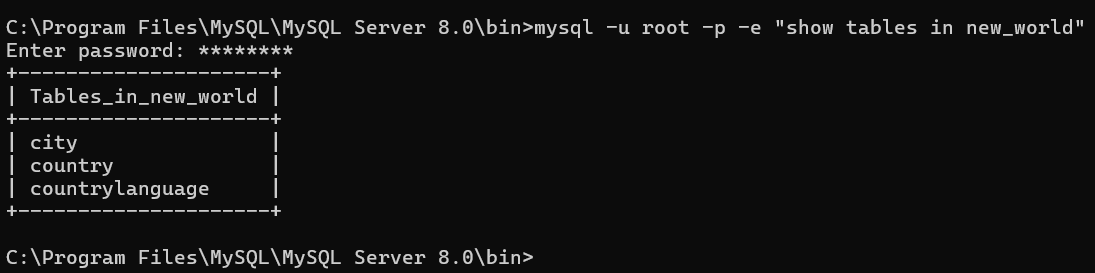 C:\Program Files\MySQL\MySQL Server 8.0\bin>mysql -u root -p -e "show tables in new_world"
Enter password: ********
+---------------------+
| Tables_in_new_world |
+---------------------+
| city                |
| country             |
| countrylanguage     |
+---------------------+

C:\Program Files\MySQL\MySQL Server 8.0\bin>